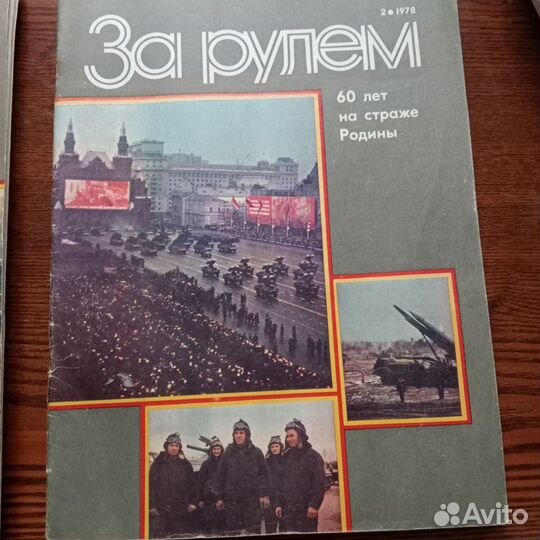 2•1978
За рулем
60 лет
на страже
Родины
Avito